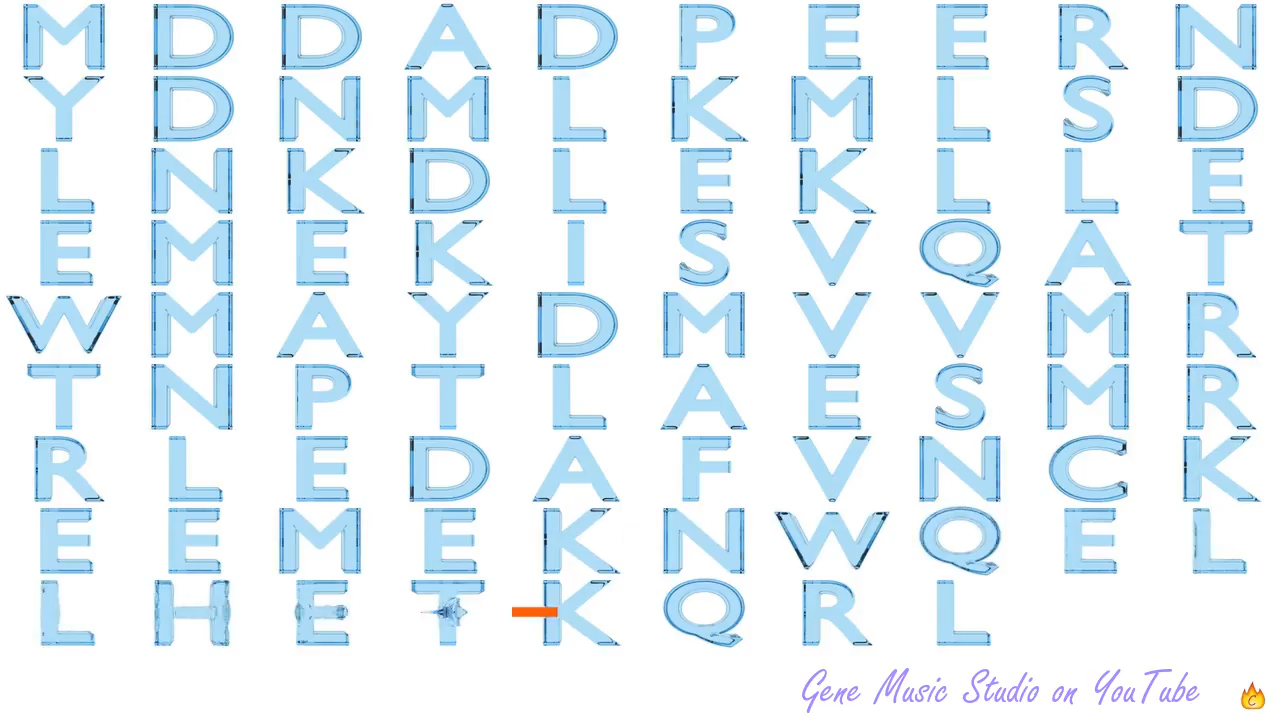 M D D A D P E E R N
Y D N M L K M L S D
L N K D L E K L L E
E M E K I S V Q A T
W M A Y D M V V M R
T N P T L A E S M R
R L E D A F V N C K
E E M E K N W Q E L
L H E T K Q R L
Gene Music Studio on YouTube
C